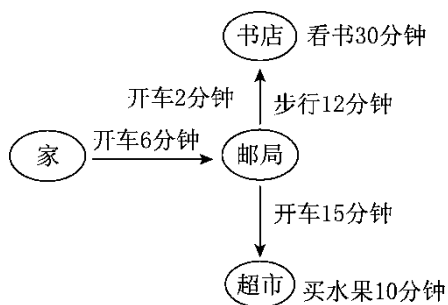 书店 看书30分钟
开车2分钟 步行12分钟
家 开车6分钟 邮局
开车15分钟
超市 买水果10分钟